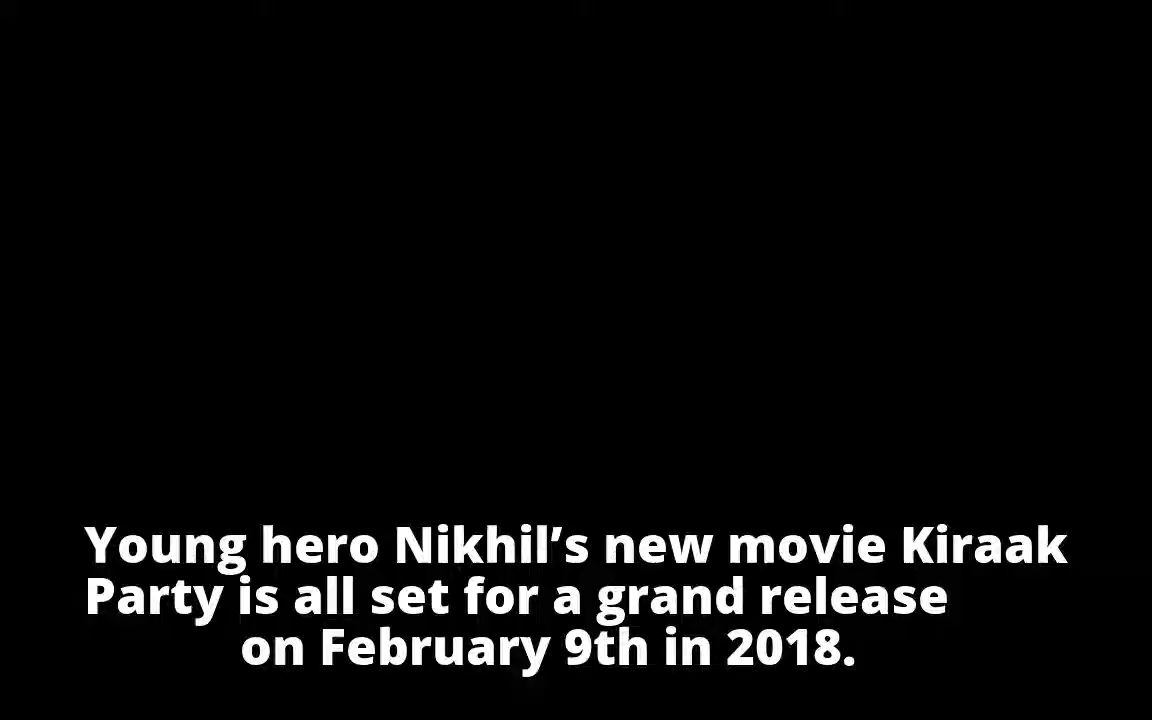 Young hero Nikhil’s new movie Kiraak
Party is all set for a grand release
on February 9th in 2018.